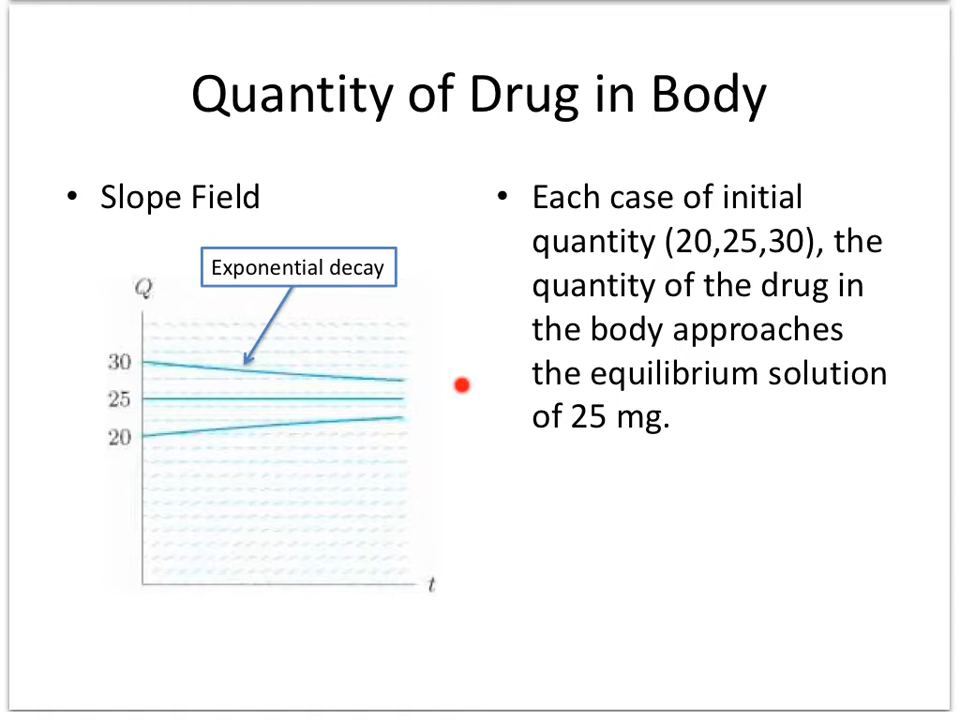 Quantity of Drug in Body
• Slope Field
Exponential decay
Q
30
25
20
t
• Each case of initial
quantity (20,25,30), the
quantity of the drug in
the body approaches
the equilibrium solution
of 25 mg.